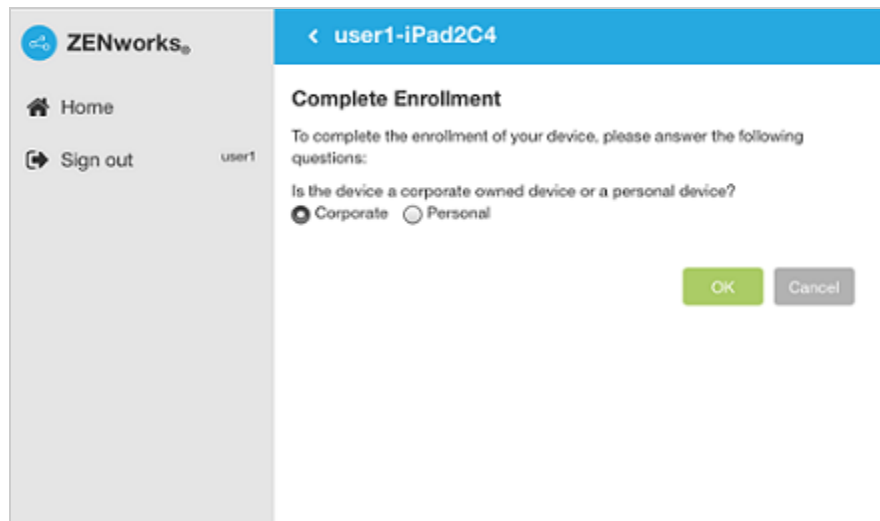 ZENworks®
Home
Sign out
user1
user1-iPad2C4
Complete Enrollment
To complete the enrollment of your device, please answer the following
questions:
Is the device a corporate owned device or a personal device?
Corporate Personal
OK Cancel